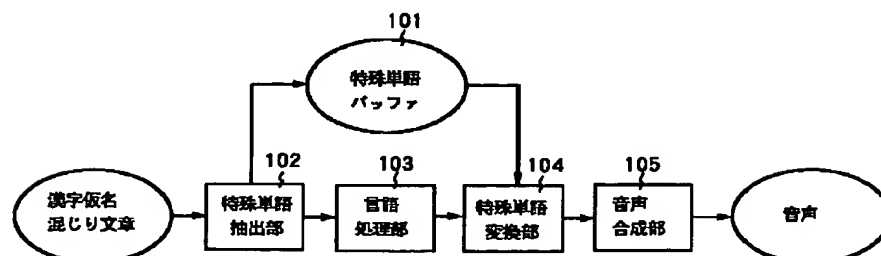 101
特殊単語
バッファ
102
103
104
105
漢字仮名
混じり文章
特殊単語
抽出部
言語
処理部
特殊単語
変換部
音声
合成部
音声